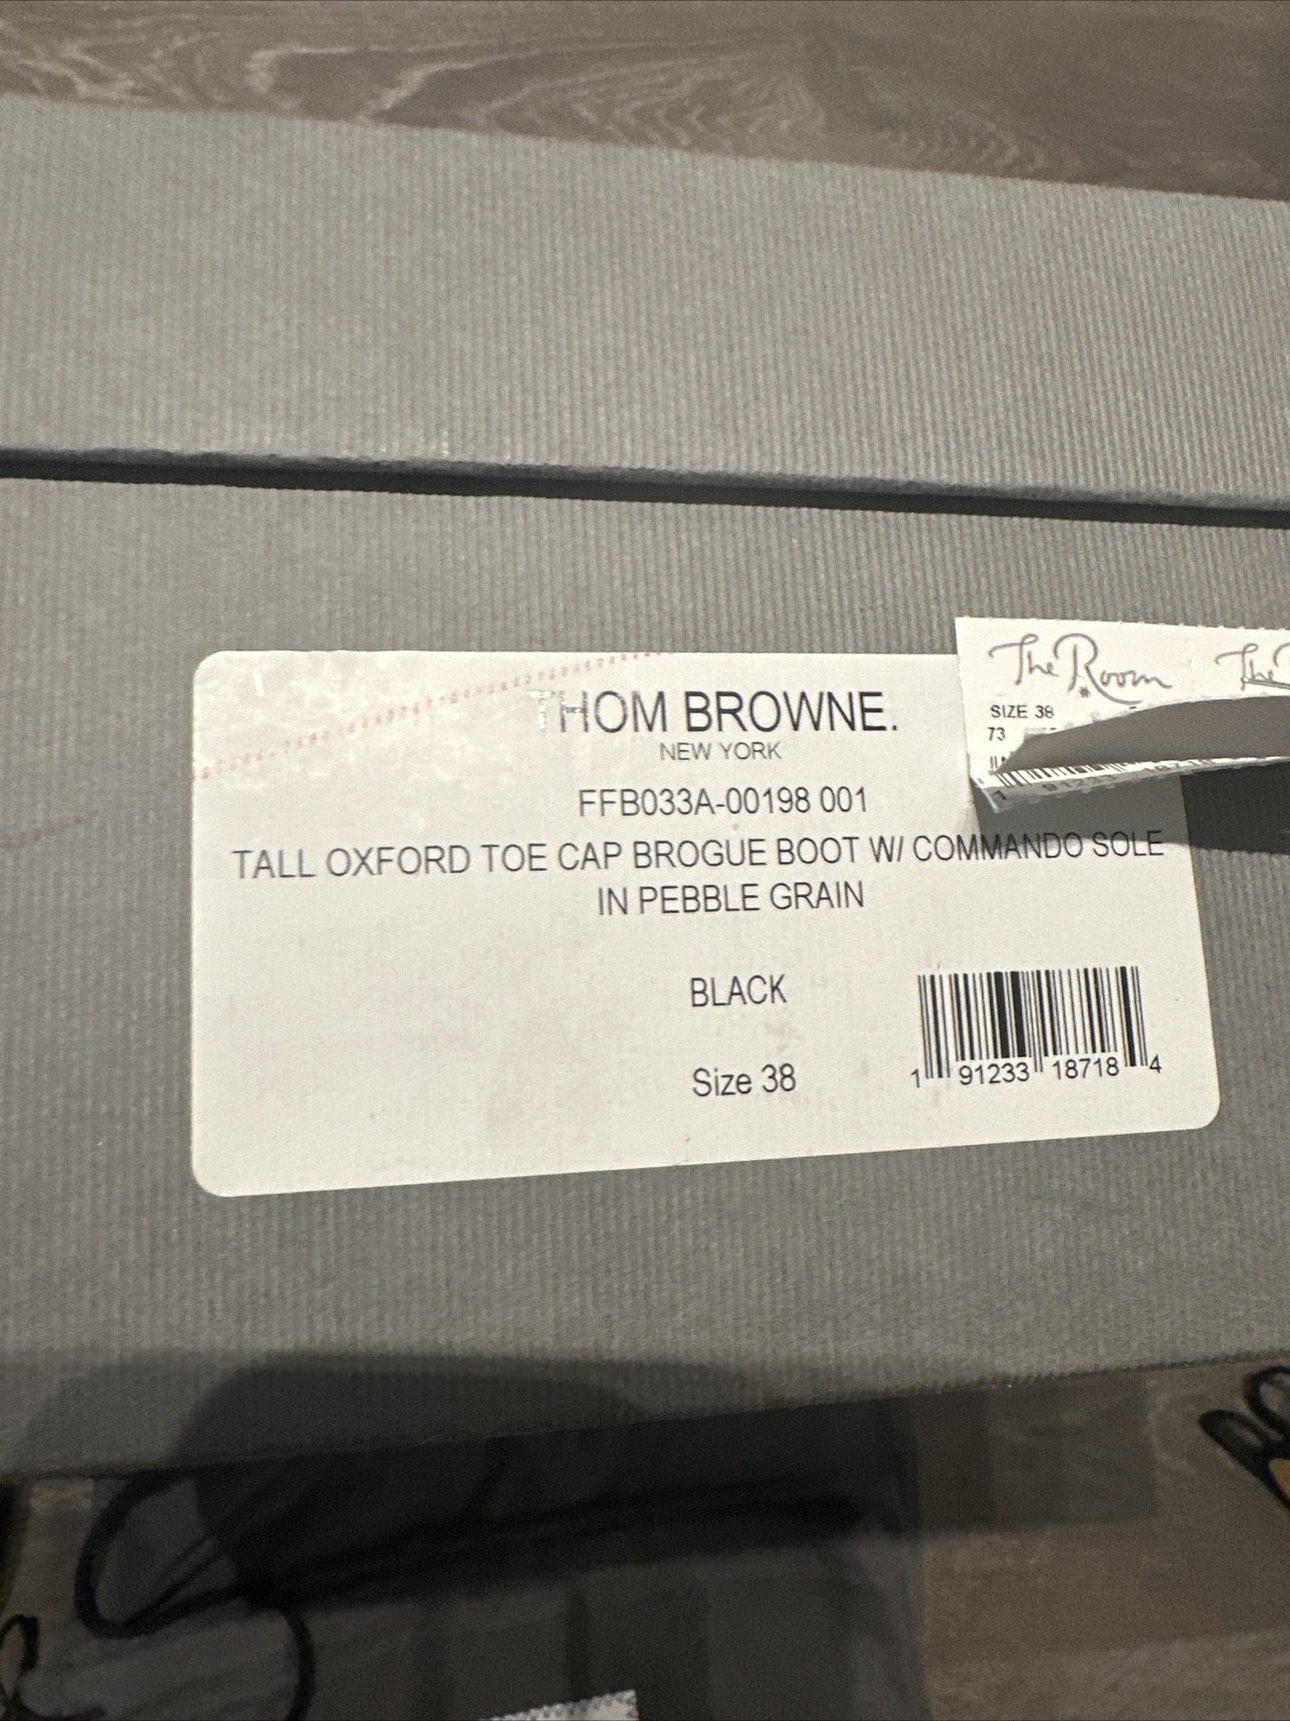 THOM BROWNE.
NEW YORK
FFB033A-00198 001
TALL OXFORD TOE CAP BROGUE BOOT W/ COMMANDO SOLE
IN PEBBLE GRAIN
BLACK
Size 38
1 91233 18718 4
The Room
The
SIZE 38
73